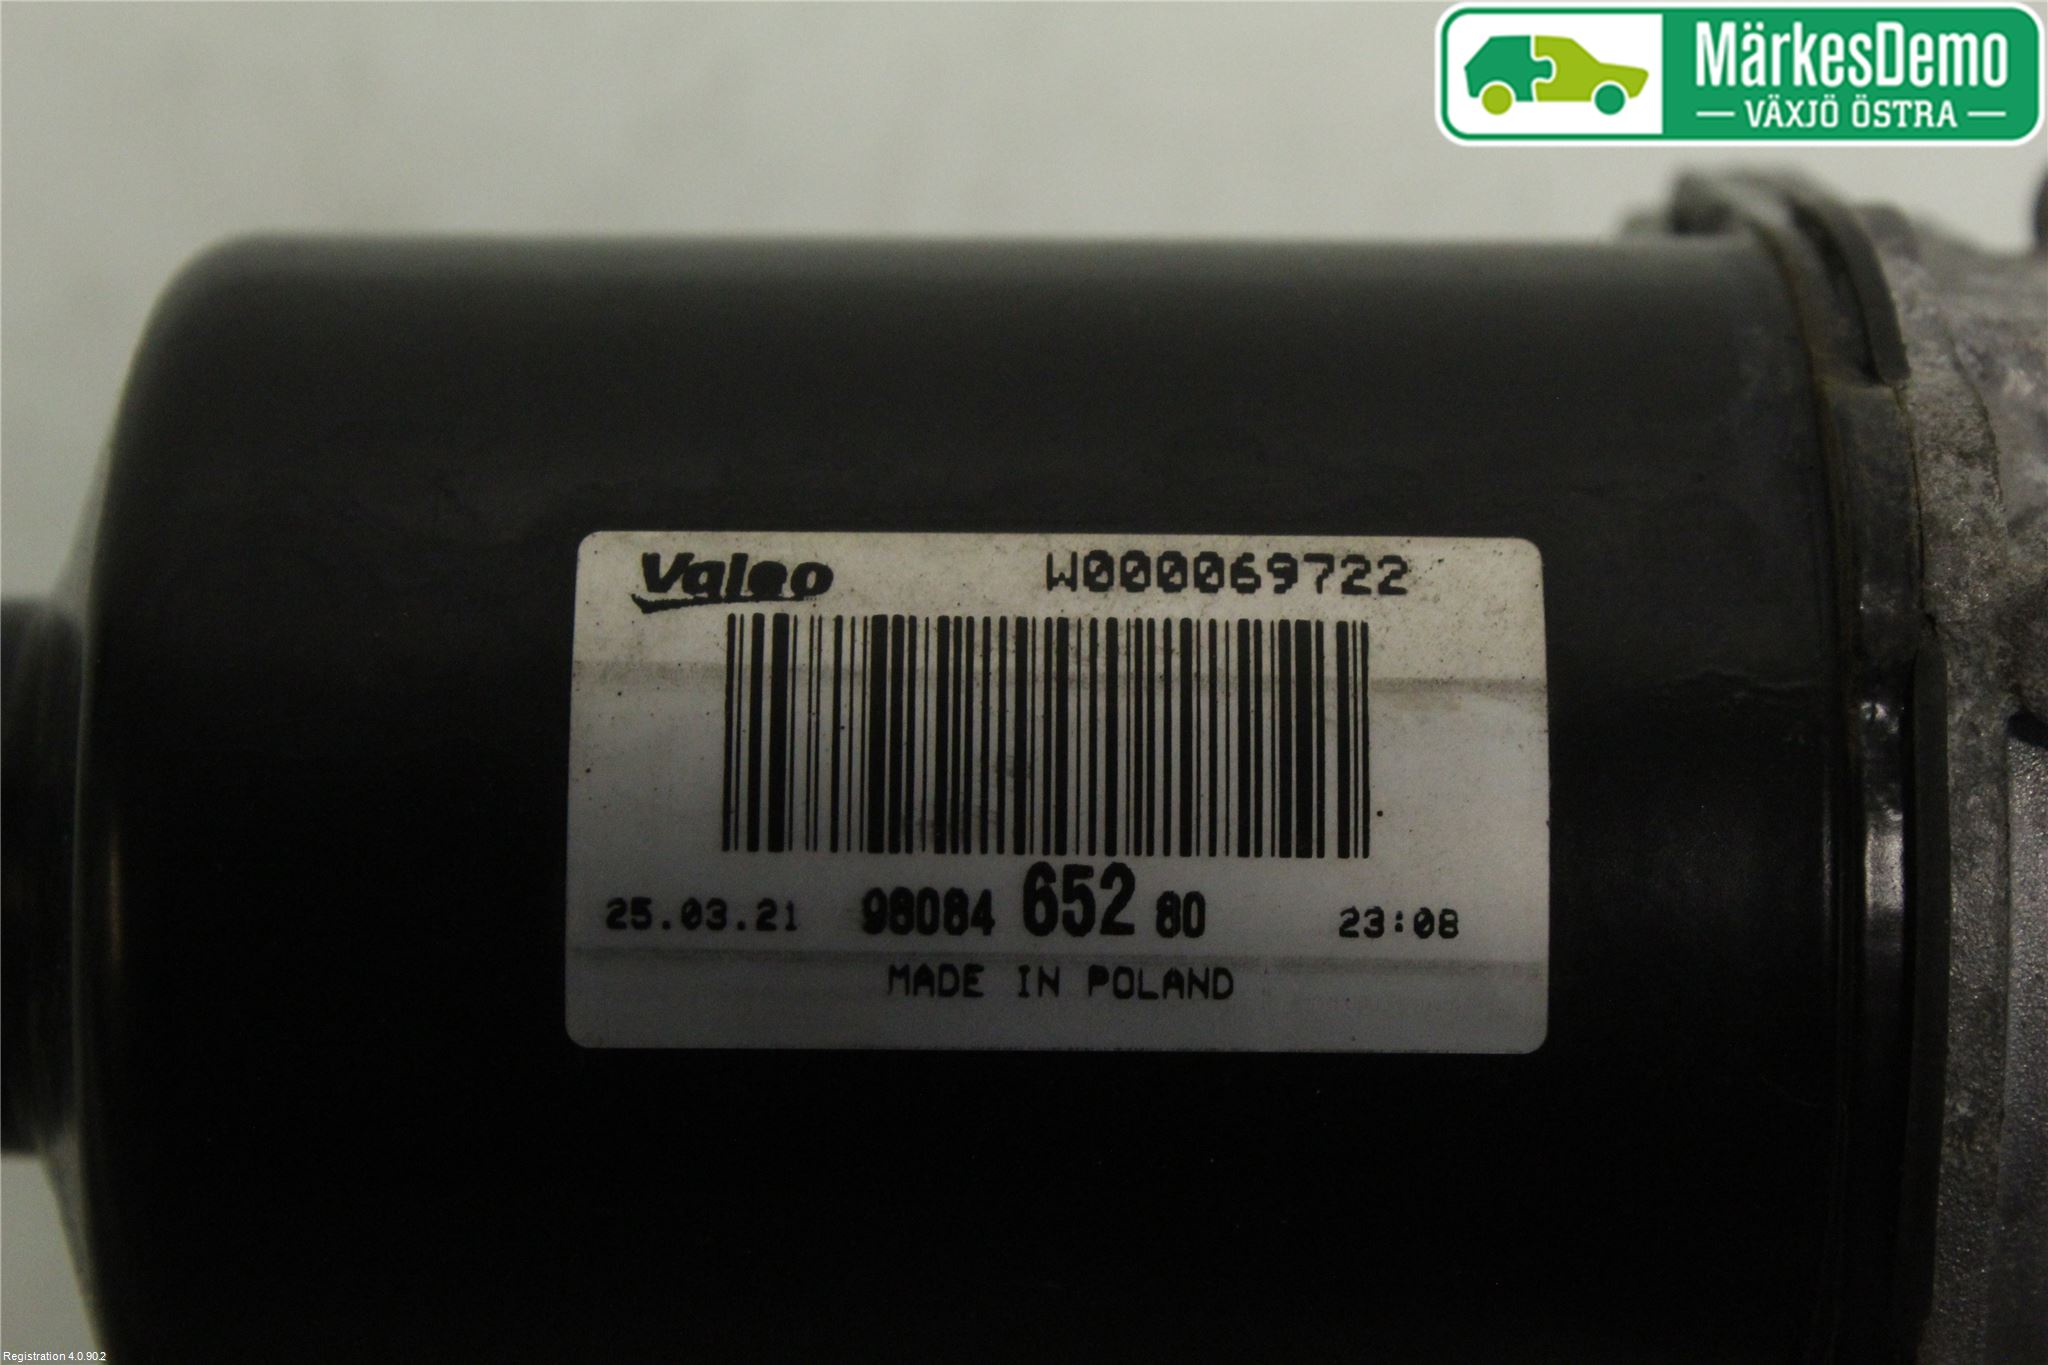 MärkesDemo
VÄXJÖ ÖSTRA
Valeo W000069722
25.03.21 98084 652 80 23:08
MADE IN POLAND
Registration 4.0.90.2